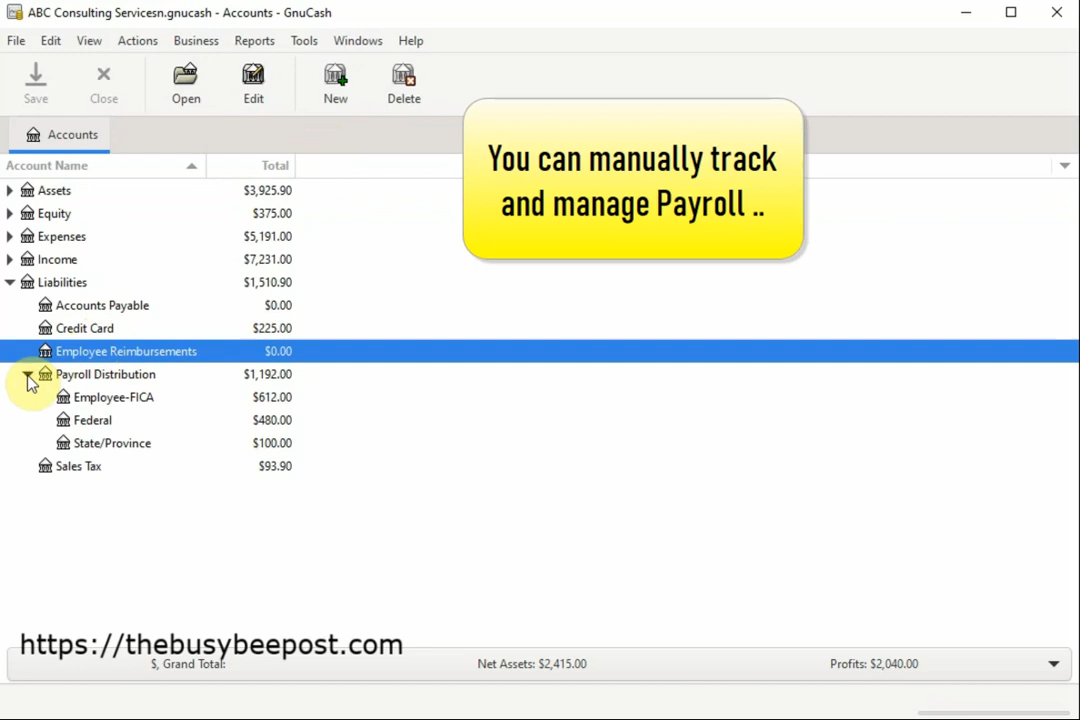 ABC Consulting Servicesn.gnucash - Accounts - GnuCash
File Edit View Actions Business Reports Tools Windows Help
Save Close Open Edit New Delete
You can manually track
and manage Payroll ..
Accounts
Account Name Total
Assets $3,925.90
Equity $375.00
Expenses $5,191.00
Income $7,231.00
Liabilities $1,510.90
Accounts Payable $0.00
Credit Card $225.00
Employee Reimbursements $0.00
Payroll Distribution $1,192.00
Employee-FICA $612.00
Federal $480.00
State/Province $100.00
Sales Tax $93.90
https://thebusybeepost.com
$, Grand Total: Net Assets: $2,415.00 Profits: $2,040.00